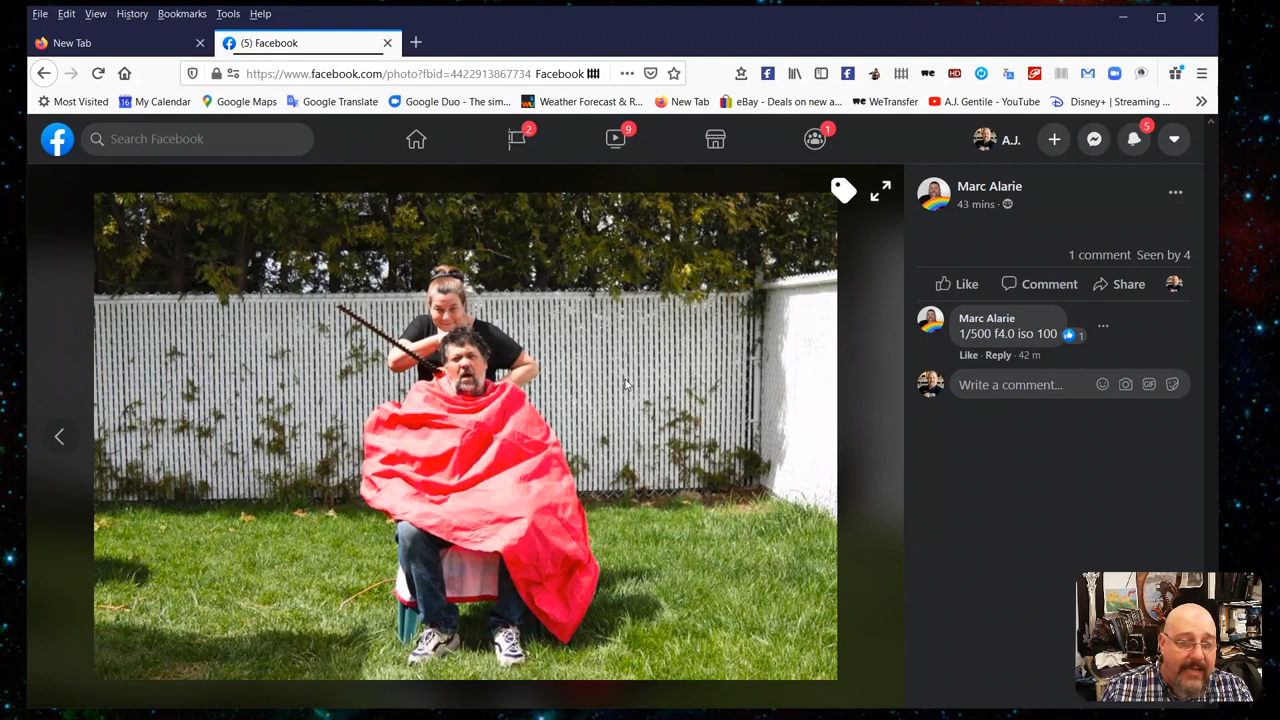 File Edit View History Bookmarks Tools Help
New Tab
(5) Facebook
https://www.facebook.com/photo?fbid=4422913867734 Facebook
HD
Most Visited 16 My Calendar Google Maps Google Translate Google Duo - The sim... Weather Forecast & R... New Tab eBay - Deals on new a... WeTransfer A.J. Gentile - YouTube Disney+ | Streaming ...
Search Facebook
2
9
1
A.J.
5
Marc Alarie
43 mins ·
1 comment Seen by 4
Like Comment Share
Marc Alarie
1/500 f4.0 iso 100
1
Like · Reply · 42 m
Write a comment...
GIF